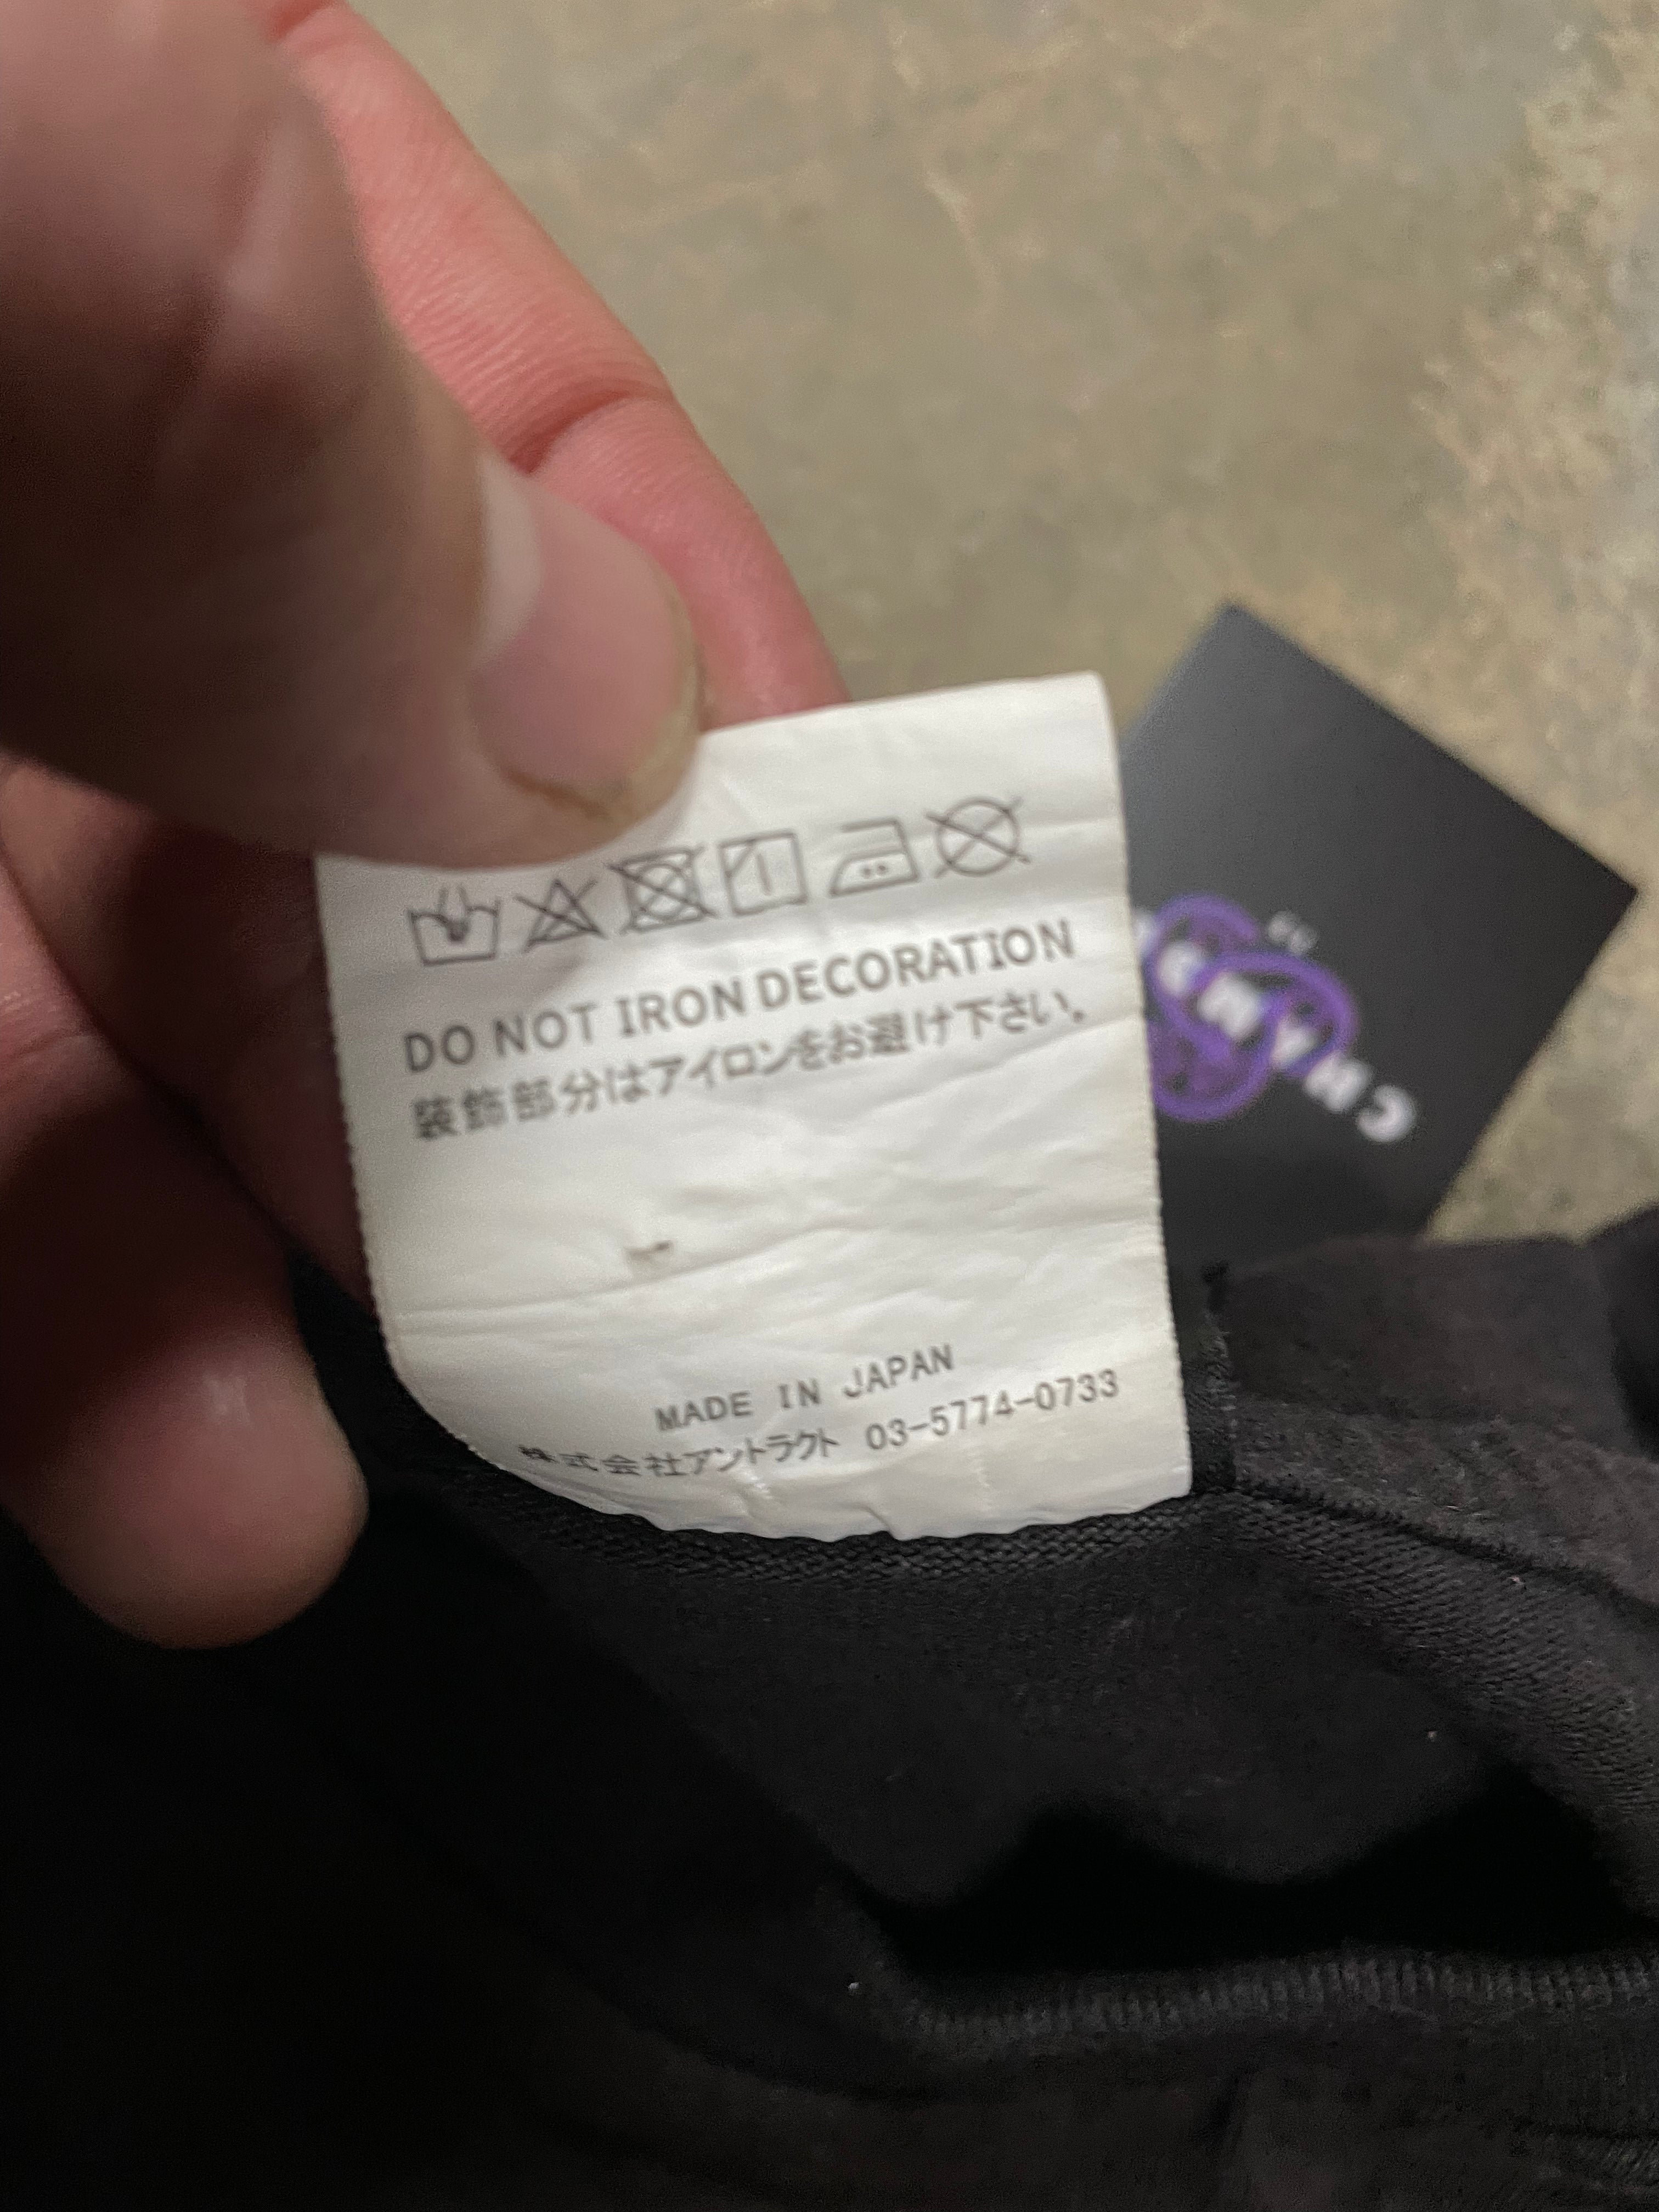 DO NOT IRON DECORATION
装飾部分はアイロンをお避け下さい。
MADE IN JAPAN
株式会社アントラクト 03-5774-0733